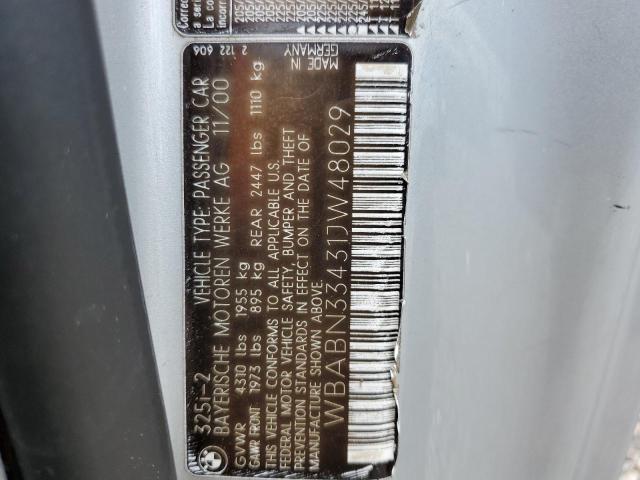 325i-2 VEHICLE TYPE: PASSENGER CAR
BAYERISCHE MOTOREN WERKE AG 11/00
GVWR 4310 lbs 1955 kg
GAWR FRONT: 1973 lbs 895 kg REAR 2447 lbs 1110 kg
THIS VEHICLE CONFORMS TO ALL APPLICABLE U.S.
FEDERAL MOTOR VEHICLE SAFETY, BUMPER AND THEFT
PREVENTION STANDARDS IN EFFECT ON THE DATE OF
MANUFACTURE SHOWN ABOVE.
WBABN33431JW48029
2 122 606
MADE IN
GERMANY